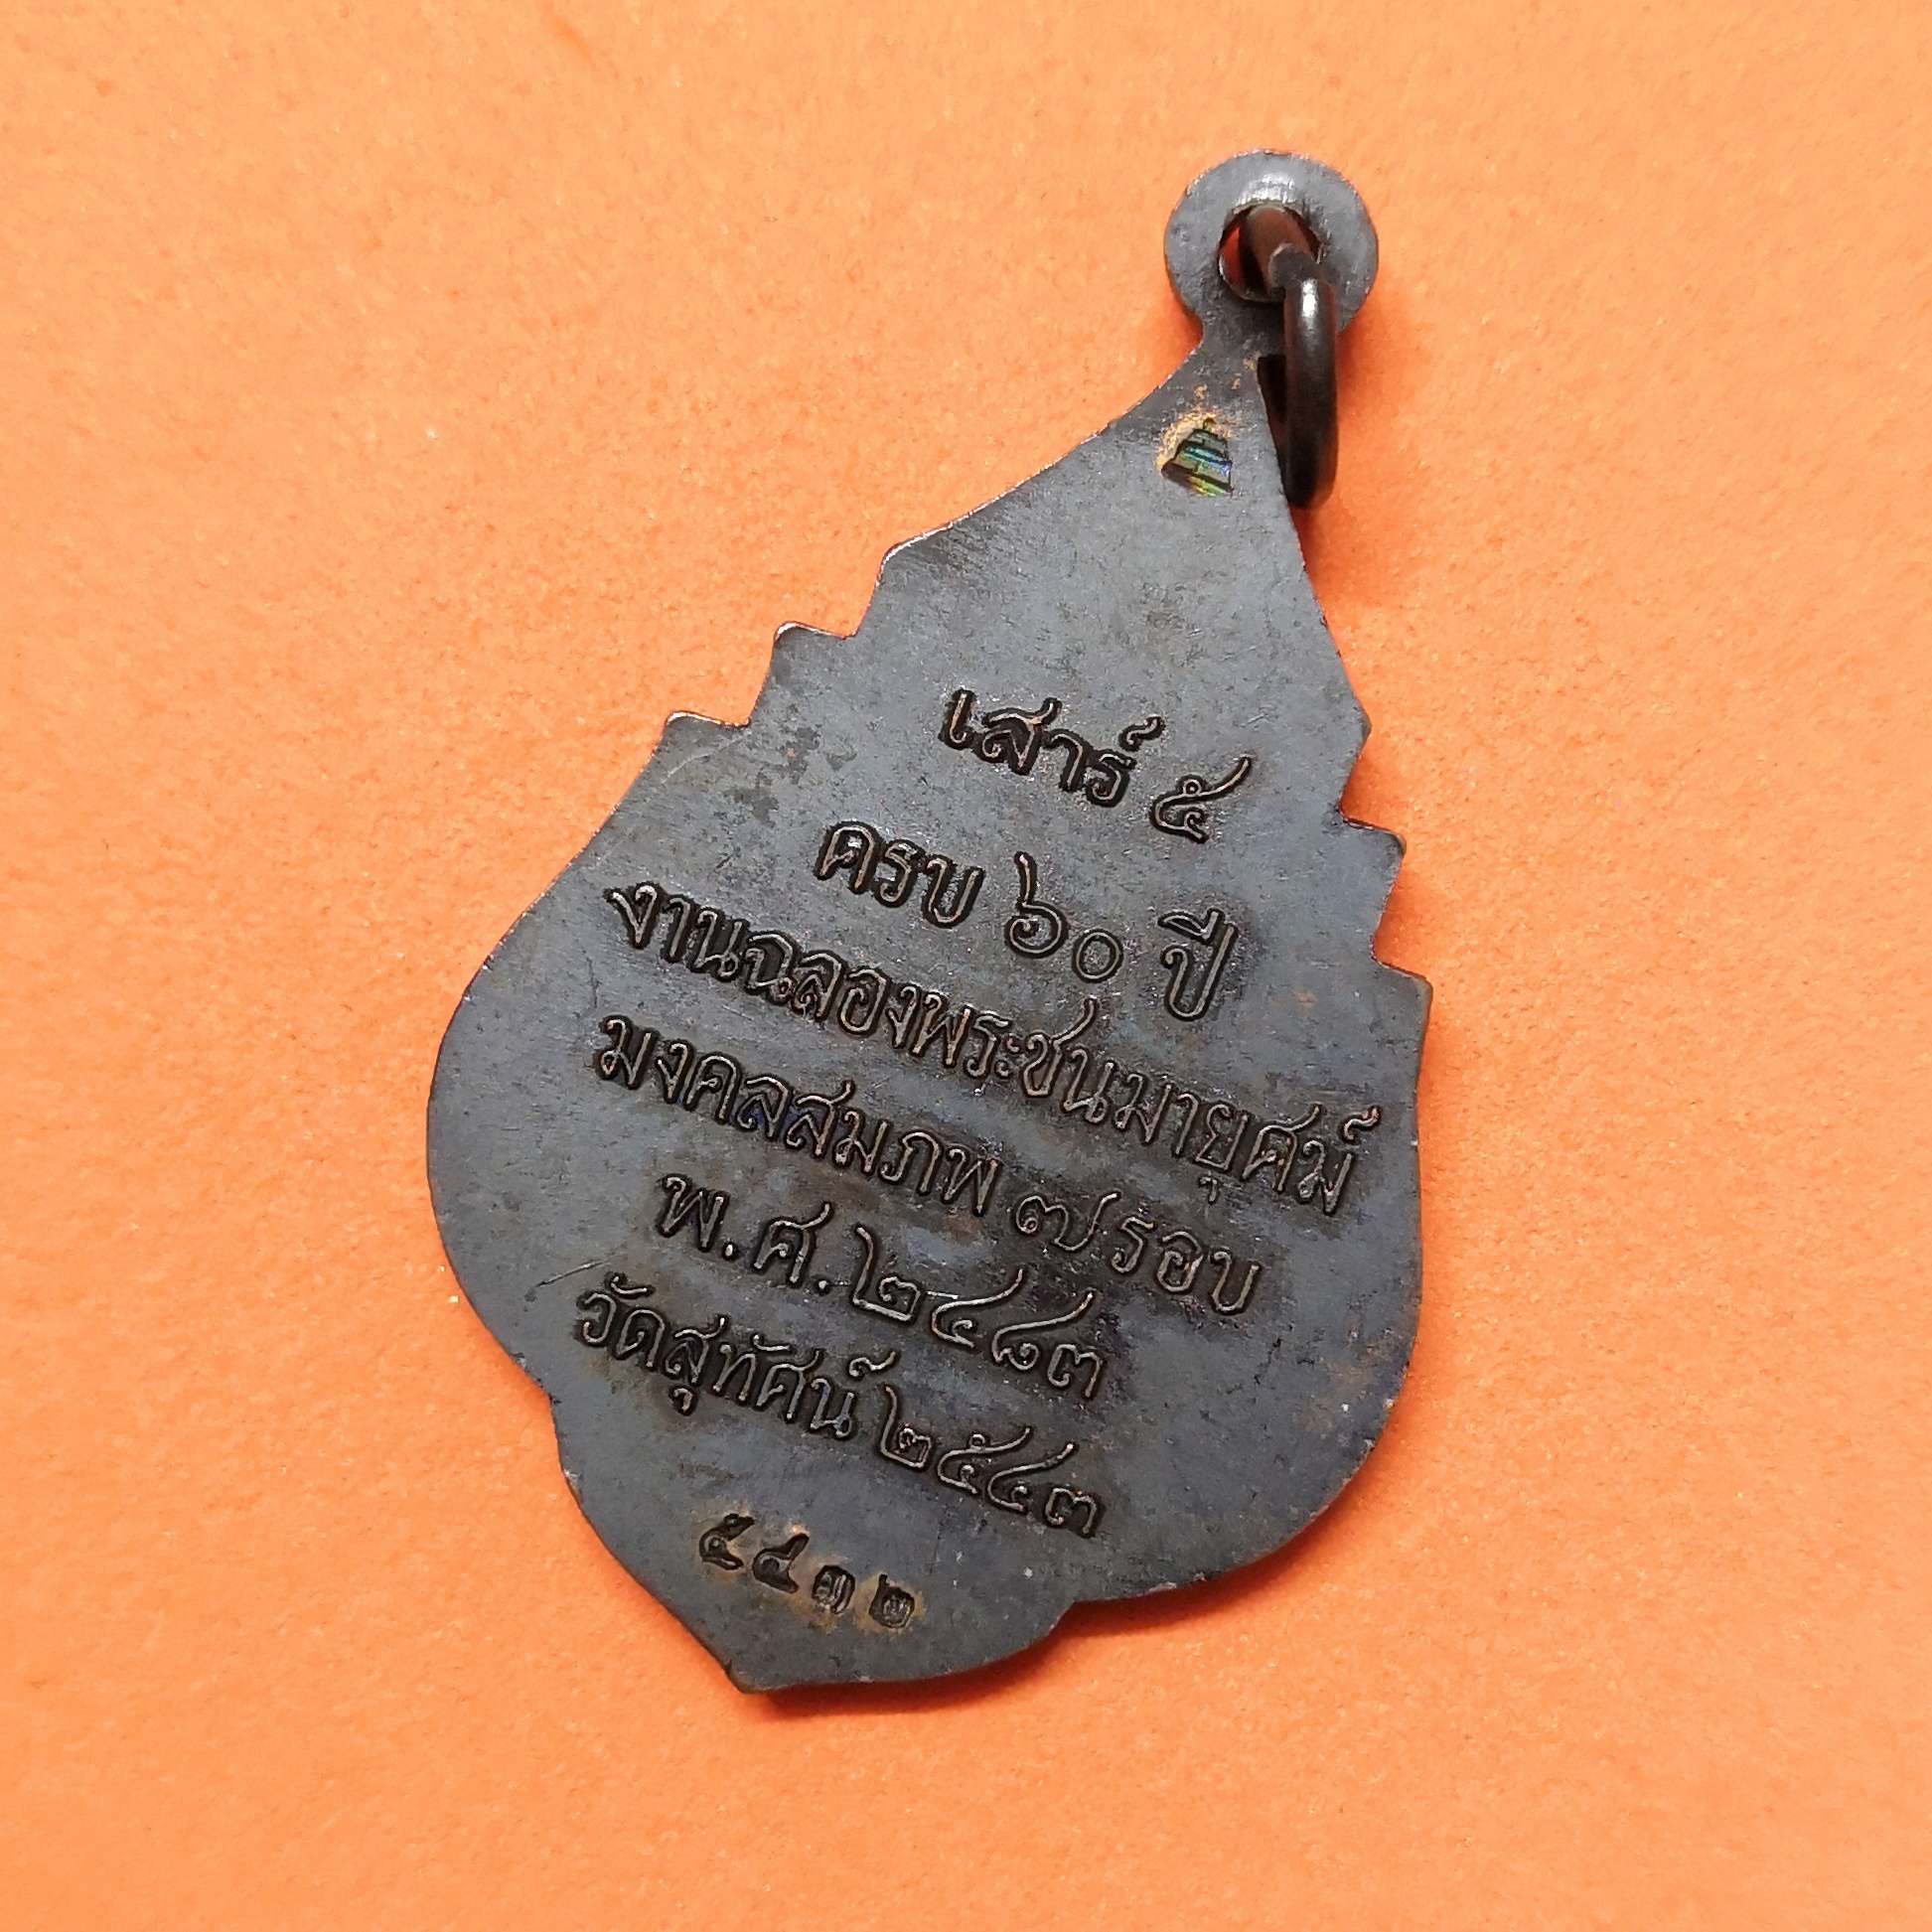 เสาร์ ๕
ครบ ๖๐ ปี
งานฉลองพระชนมายุศม์
มงคลสมภพ ๗ รอบ
พ.ศ.๒๔๘๓
วัดสุทัศน์ ๒๕๔๓
๕๔๓๒